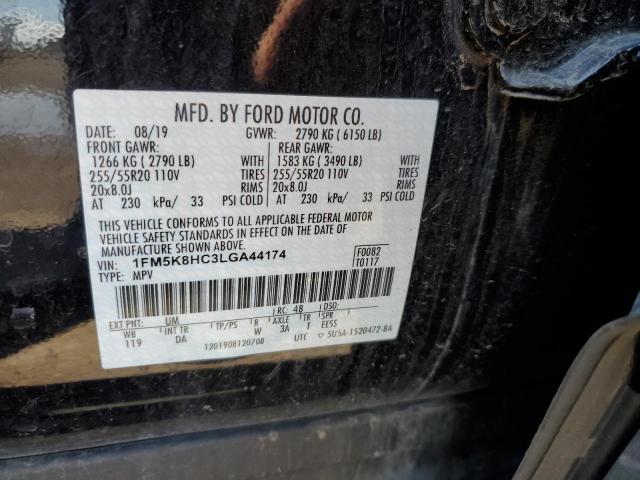 MFD. BY FORD MOTOR CO.
DATE: 08/19 GVWR: 2790 KG ( 6150 LB)
FRONT GAWR: REAR GAWR:
1266 KG ( 2790 LB) WITH 1583 KG ( 3490 LB) WITH
255/55R20 110V TIRES 255/55R20 110V TIRES
20x8.0J RIMS 20x8.0J RIMS
AT 230 kPa/ 33 PSI COLD AT 230 kPa/ 33 PSI COLD
THIS VEHICLE CONFORMS TO ALL APPLICABLE FEDERAL MOTOR
VEHICLE SAFETY STANDARDS IN EFFECT ON THE DATE OF
MANUFACTURE SHOWN ABOVE.
VIN: 1FM5K8HC3LGA44174 F0082
TYPE: MPV T0117
EXT PNT: UM RC: 48 DSO:
WB INT TR TP/PS R AXLE TR SPR
119 DA W 3A T EESS
1201908120708 UTC 5U5A-1520472-BA